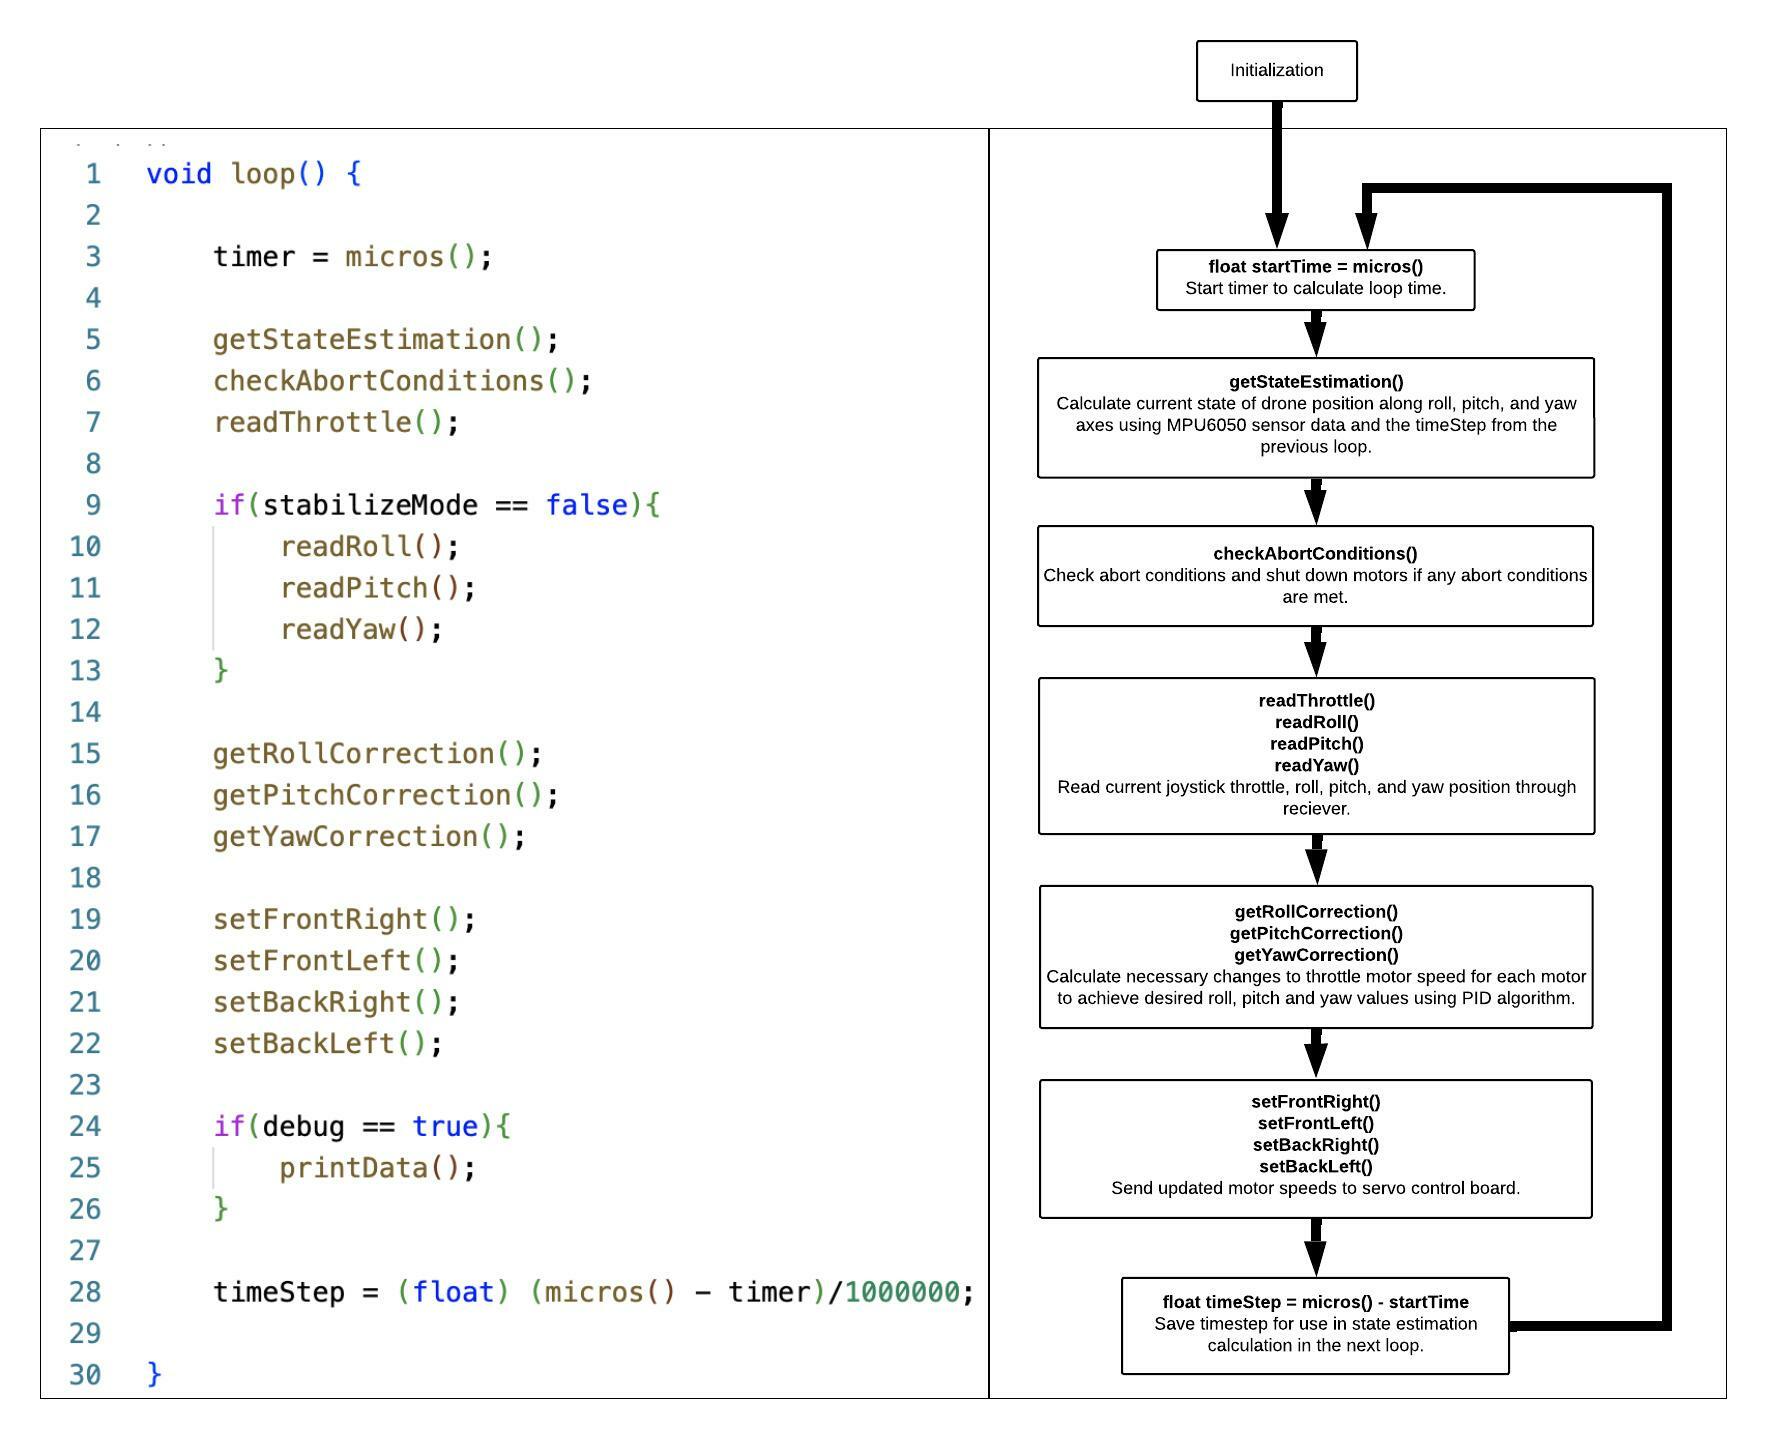 Initialization
1 void loop() {
2
3 timer = micros();
4
5 getStateEstimation();
6 checkAbortConditions();
7 readThrottle();
8
9 if(stabilizeMode == false){
10 readRoll();
11 readPitch();
12 readYaw();
13 }
14
15 getRollCorrection();
16 getPitchCorrection();
17 getYawCorrection();
18
19 setFrontRight();
20 setFrontLeft();
21 setBackRight();
22 setBackLeft();
23
24 if(debug == true){
25 printData();
26 }
27
28 timeStep = (float) (micros() - timer)/1000000;
29
30 }
float startTime = micros()
Start timer to calculate loop time.
getStateEstimation()
Calculate current state of drone position along roll, pitch, and yaw
axes using MPU6050 sensor data and the timeStep from the
previous loop.
checkAbortConditions()
Check abort conditions and shut down motors if any abort conditions
are met.
readThrottle()
readRoll()
readPitch()
readYaw()
Read current joystick throttle, roll, pitch, and yaw position through
reciever.
getRollCorrection()
getPitchCorrection()
getYawCorrection()
Calculate necessary changes to throttle motor speed for each motor
to achieve desired roll, pitch and yaw values using PID algorithm.
setFrontRight()
setFrontLeft()
setBackRight()
setBackLeft()
Send updated motor speeds to servo control board.
float timeStep = micros() - startTime
Save timestep for use in state estimation
calculation in the next loop.